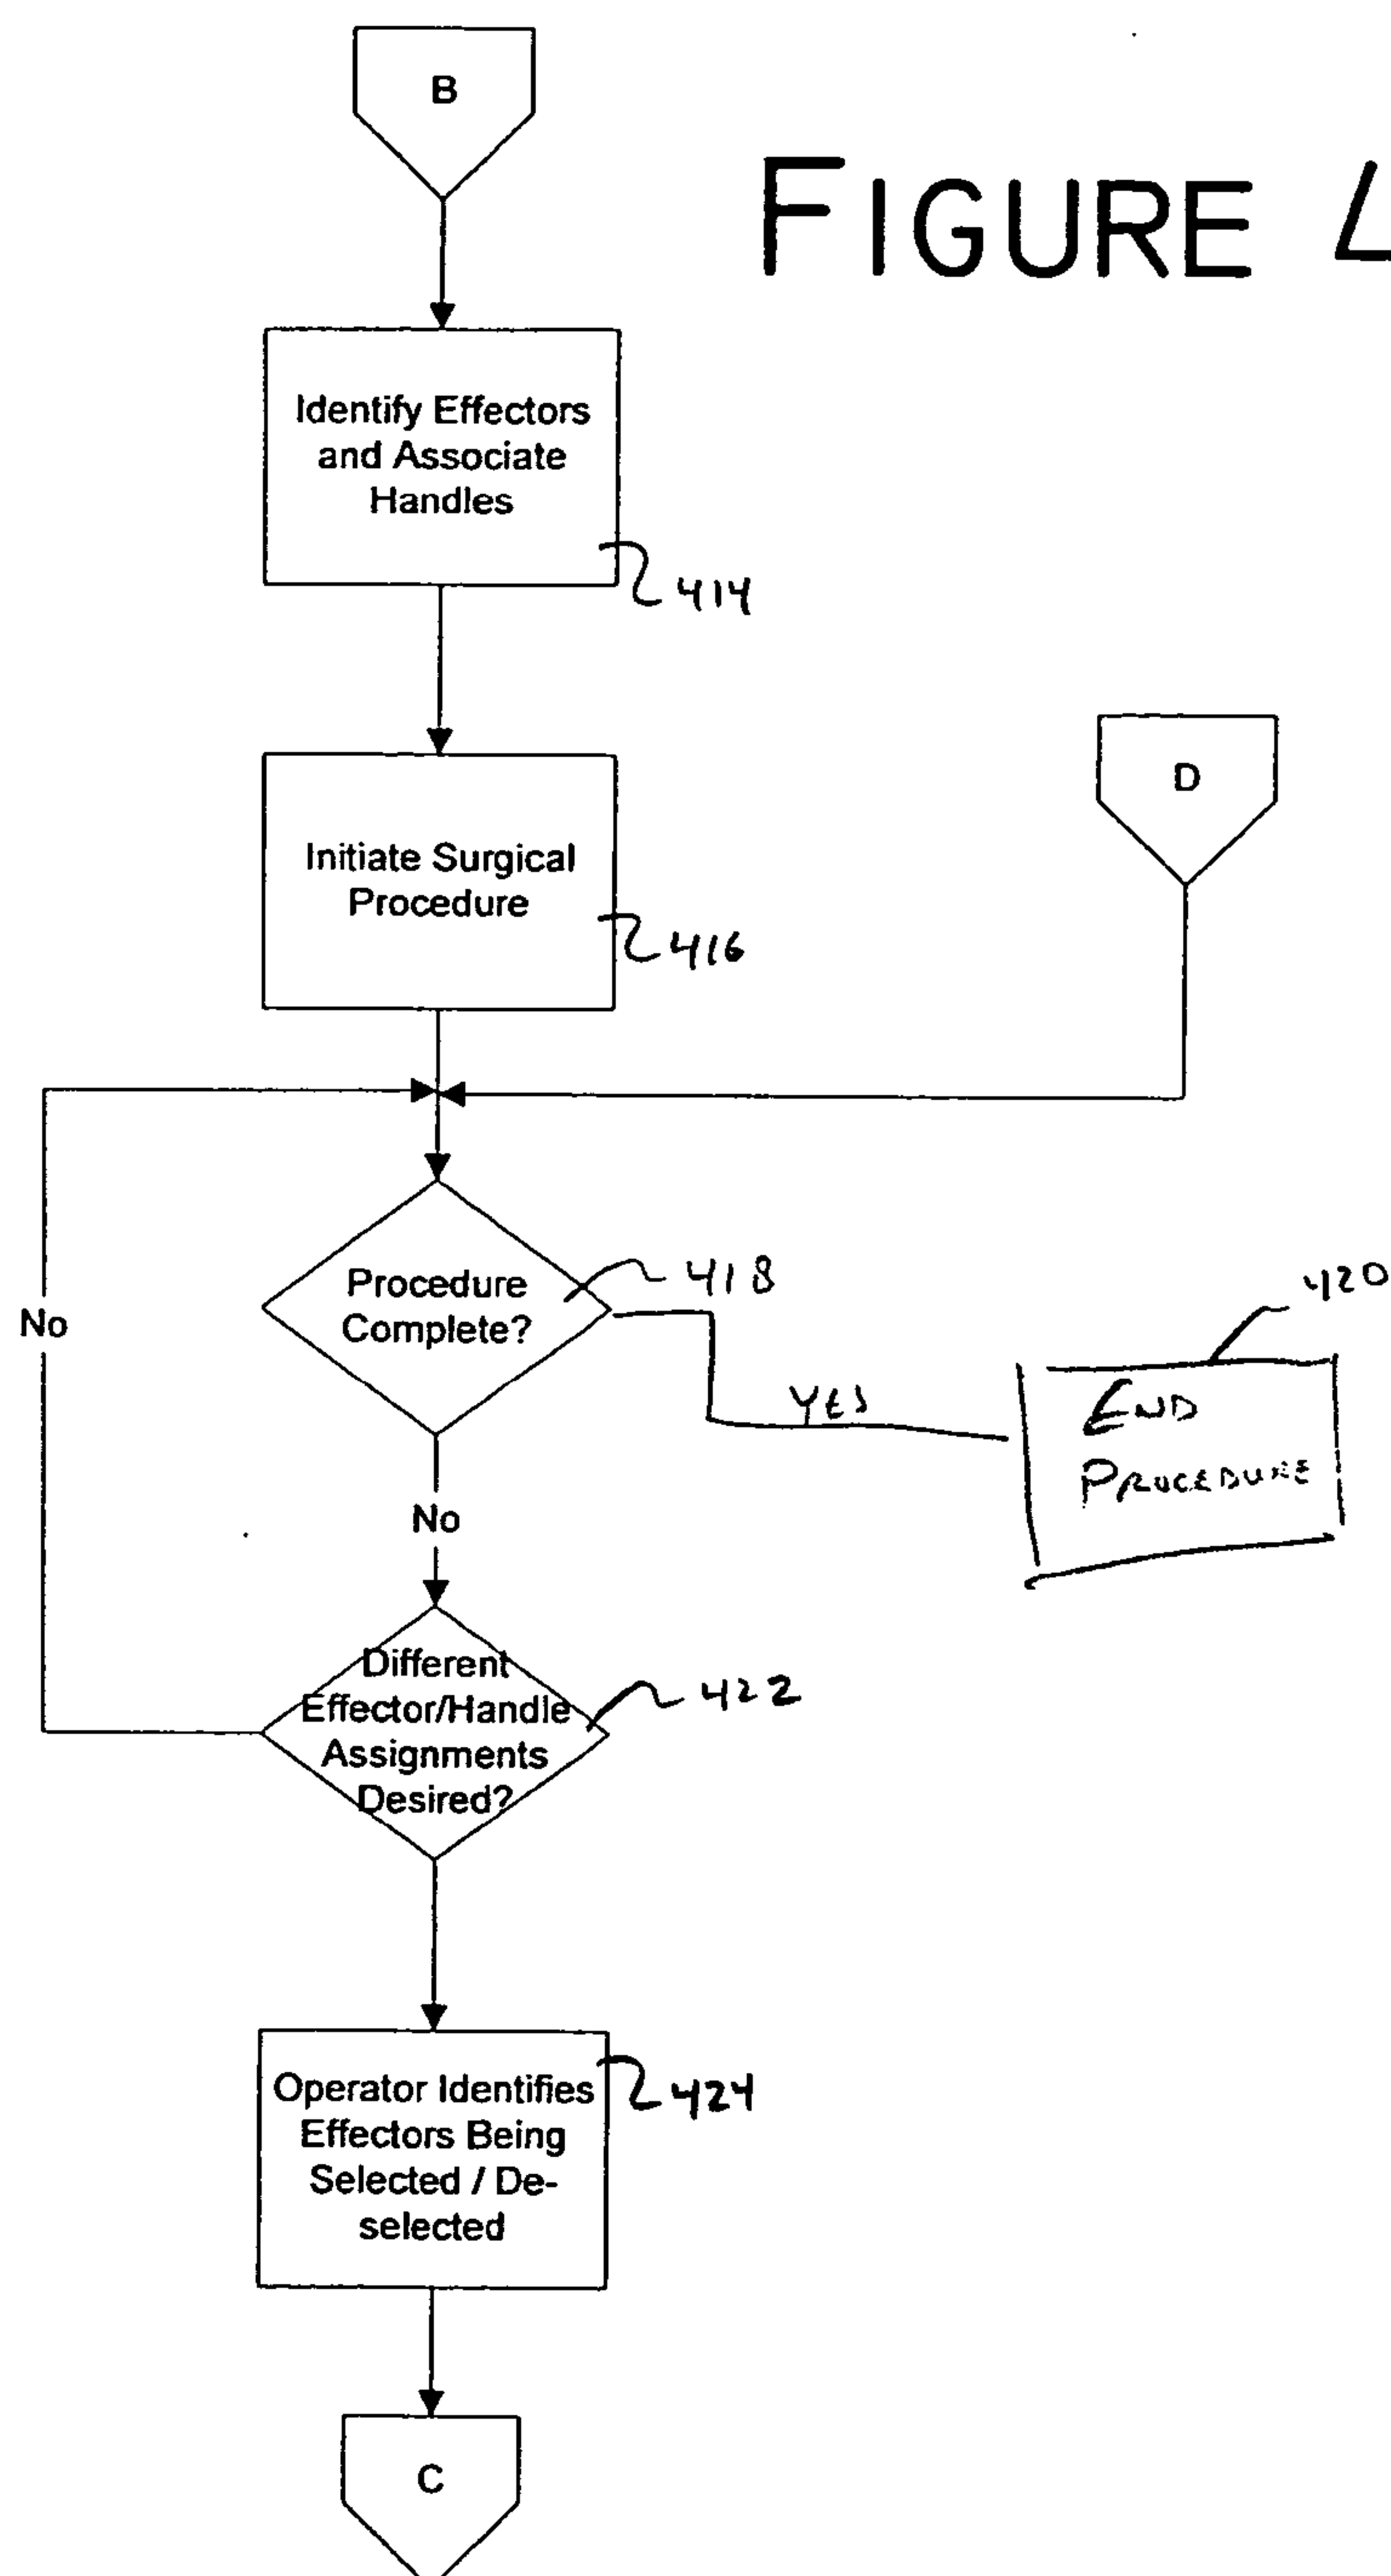 B
FIGURE 4
Identify Effectors
and Associate
Handles
414
Initiate Surgical
Procedure
416
D
Procedure
Complete?
418
No
YES
420
END
PROCEDURE
No
Different
Effector/Handle
Assignments
Desired?
422
Operator Identifies
Effectors Being
Selected / De-
selected
424
C